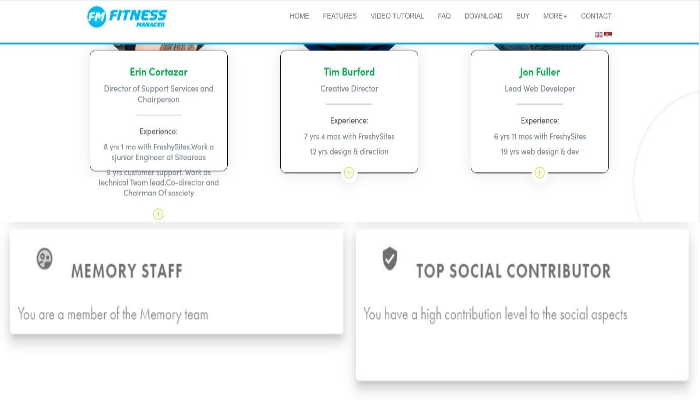 FM FITNESS
MANAGER
HOME FEATURES VIDEO TUTORIAL FAQ DOWNLOAD BUY MORE CONTACT
Erin Cortazar
Director of Support Services and
Chairperson
Experience:
8 yrs 1 mo with FreshySites.Work a
sjunior Engineer at Siteareas
9 yrs customer support. Work as
technical Team lead.Co-director and
Chairman Of sosciety
Tim Burford
Creative Director
Experience:
7 yrs 4 mos with FreshySites
12 yrs design & direction
Jon Fuller
Lead Web Developer
Experience:
6 yrs 11 mos with FreshySites
19 yrs web design & dev
MEMORY STAFF
You are a member of the Memory team
TOP SOCIAL CONTRIBUTOR
You have a high contribution level to the social aspects